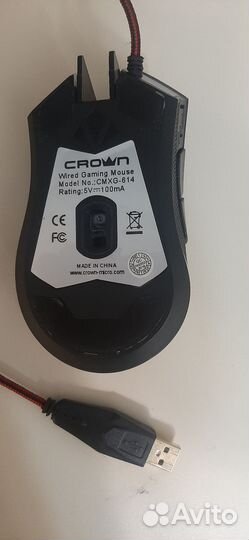 CROWN
Wired Gaming Mouse
Model No.:CMXG-614
Rating:5V⎓100mA
CE
FC
MADE IN CHINA
www.crown-micro.com
Avito